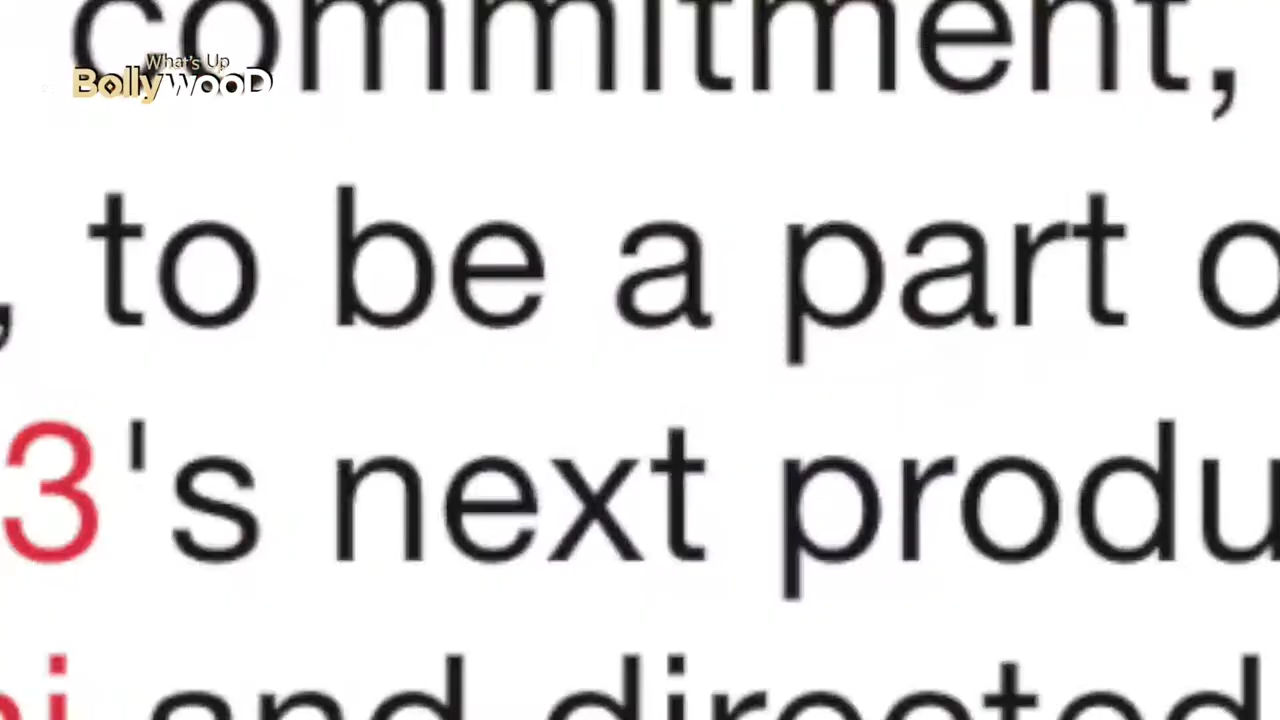 commitment,
What's Up
BollywooD
, to be a part o
3's next produ
and directed